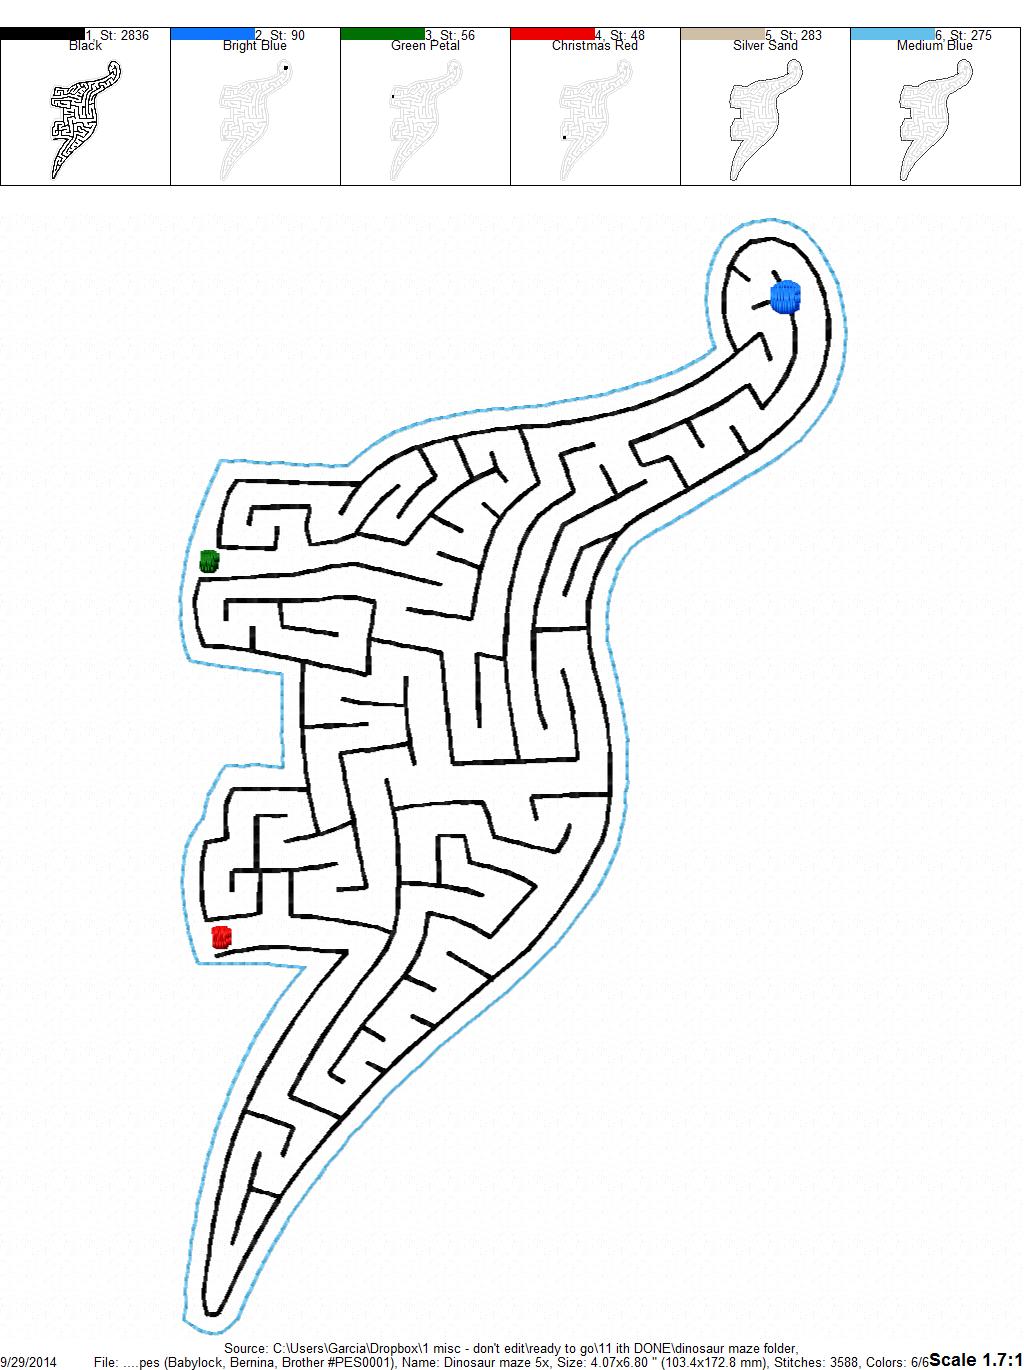 1, St: 2836
Black
2, St: 90
Bright Blue
3, St: 56
Green Petal
4, St: 48
Christmas Red
5, St: 283
Silver Sand
6, St: 275
Medium Blue
Source: C:\Users\Garcia\Dropbox\1 misc - don't edit\ready to go\11 ith DONE\dinosaur maze folder,
9/29/2014 File: ....pes (Babylock, Bernina, Brother #PES0001), Name: Dinosaur maze 5x, Size: 4.07x6.80 " (103.4x172.8 mm), Stitches: 3588, Colors: 6/6 Scale 1.7:1